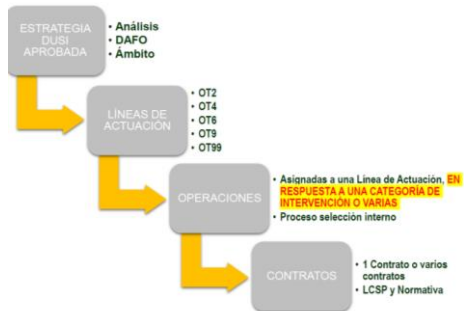 ESTRATEGIA
DUSI
APROBADA
• Análisis
• DAFO
• Ámbito
LÍNEAS DE
ACTUACIÓN
• OT2
• OT4
• OT6
• OT9
• OT99
OPERACIONES
• Asignadas a una Línea de Actuación, EN
RESPUESTA A UNA CATEGORÍA DE
INTERVENCIÓN O VARIAS
• Proceso selección interno
CONTRATOS
• 1 Contrato o varios
contratos
• LCSP y Normativa